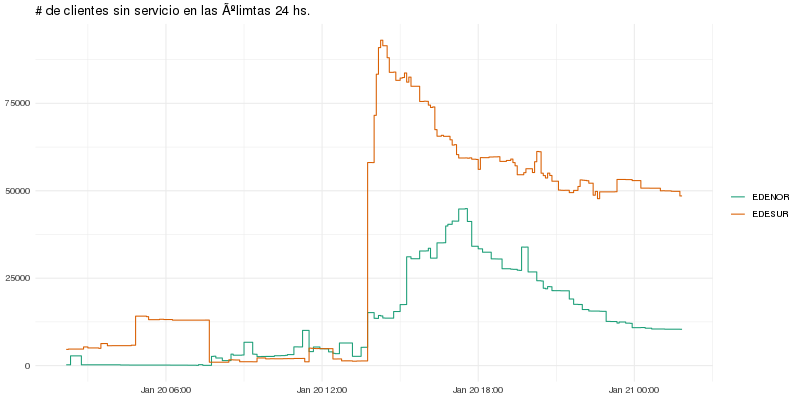 # de clientes sin servicio en las Ãºlimtas 24 hs.
75000
50000
25000
0
Jan 20 06:00
Jan 20 12:00
Jan 20 18:00
Jan 21 00:00
EDENOR
EDESUR